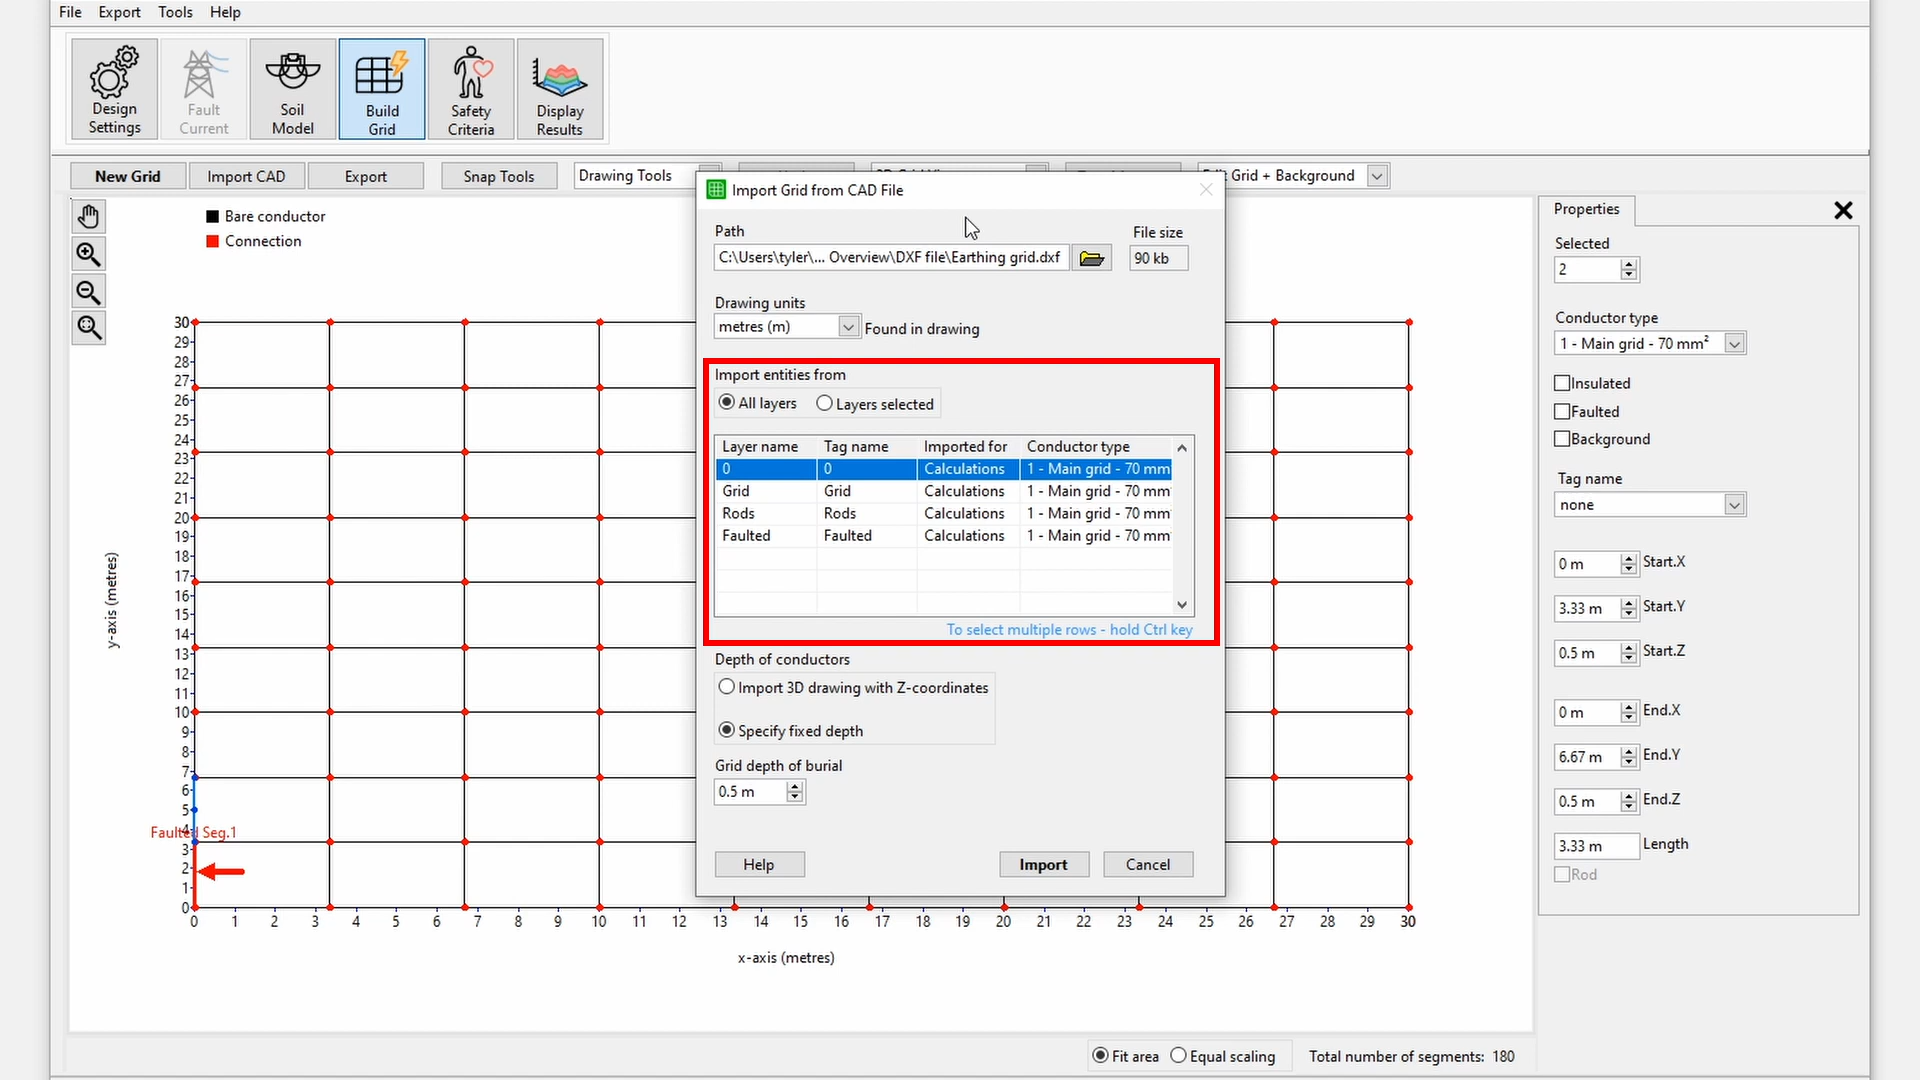 File Export Tools Help
Design Settings
Fault Current
Soil Model
Build Grid
Safety Criteria
Display Results
New Grid Import CAD Export Snap Tools Drawing Tools Grid + Background
Bare conductor
Connection
Import Grid from CAD File
Path
File size
C:\Users\tyler\... Overview\DXF file\Earthing grid.dxf
90 kb
Drawing units
metres (m) Found in drawing
Import entities from
All layers Layers selected
Layer name Tag name Imported for Conductor type
0 0 Calculations 1 - Main grid - 70 mm
Grid Grid Calculations 1 - Main grid - 70 mm
Rods Rods Calculations 1 - Main grid - 70 mm
Faulted Faulted Calculations 1 - Main grid - 70 mm
To select multiple rows - hold Ctrl key
Depth of conductors
Import 3D drawing with Z-coordinates
Specify fixed depth
Grid depth of burial
0.5 m
Help Import Cancel
30
29
28
27
26
25
24
23
22
21
20
19
18
17
16
15
14
13
12
11
10
9
8
7
6
5
4
3
2
1
0
y-axis (metres)
Faulted Seg.1
0 1 2 3 4 5 6 7 8 9 10 11 12 13 14 15 16 17 18 19 20 21 22 23 24 25 26 27 28 29 30
x-axis (metres)
Properties
Selected
2
Conductor type
1 - Main grid - 70 mm²
Insulated
Faulted
Background
Tag name
none
0 m Start.X
3.33 m Start.Y
0.5 m Start.Z
0 m End.X
6.67 m End.Y
0.5 m End.Z
3.33 m Length
Rod
Fit area Equal scaling Total number of segments: 180